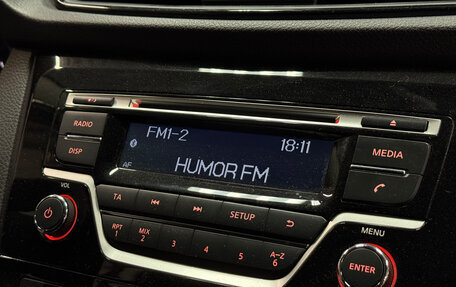 FM1-2 18:11
RADIO
MEDIA
DISP
AF
HUMOR FM
VOL
TA
SETUP
MENU
RPT
1
MIX
2
3
4
5
A-Z
6
ENTER